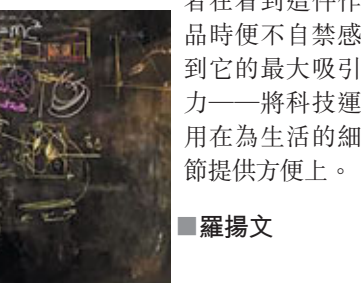 =mc²
者在看到這件作
品時便不自禁感
到它的最大吸引
力——將科技運
用在為生活的細
節提供方便上。
■羅揚文